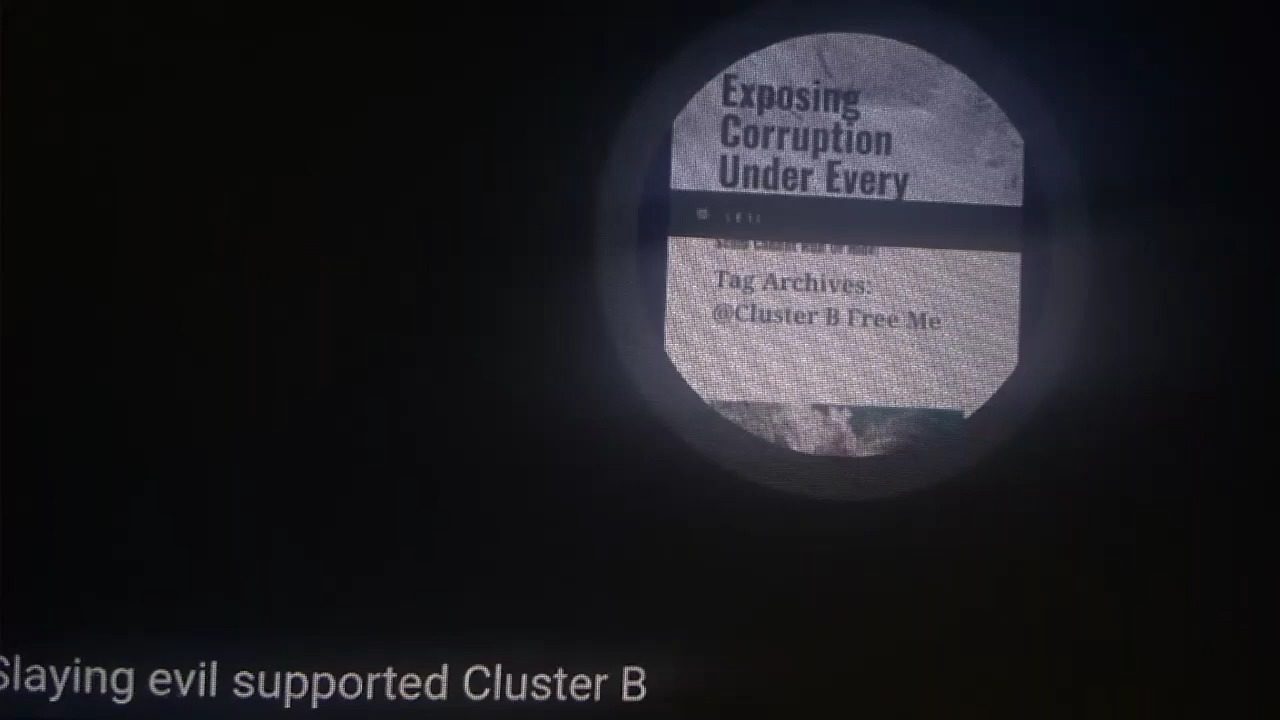 Exposing
Corruption
Under Every
Tag Archives:
@Cluster B Free Me
Slaying evil supported Cluster B